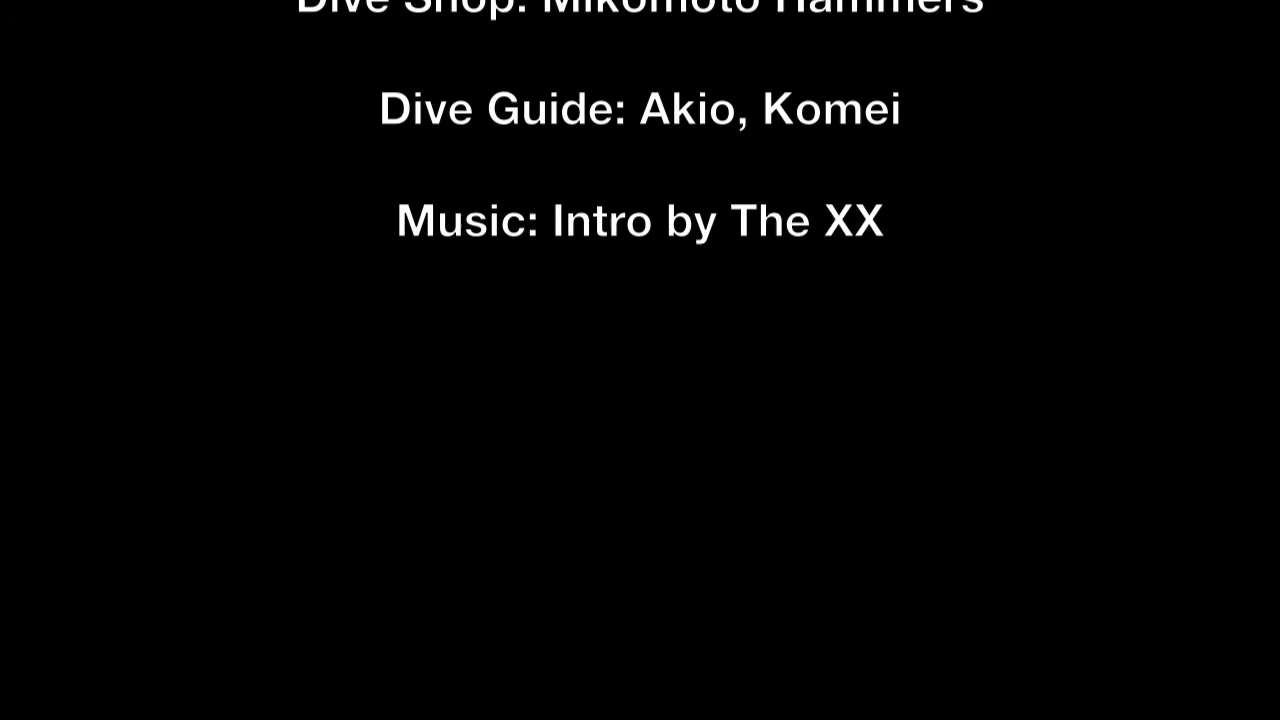 Dive Shop: Mikomoto Hammers
Dive Guide: Akio, Komei
Music: Intro by The XX